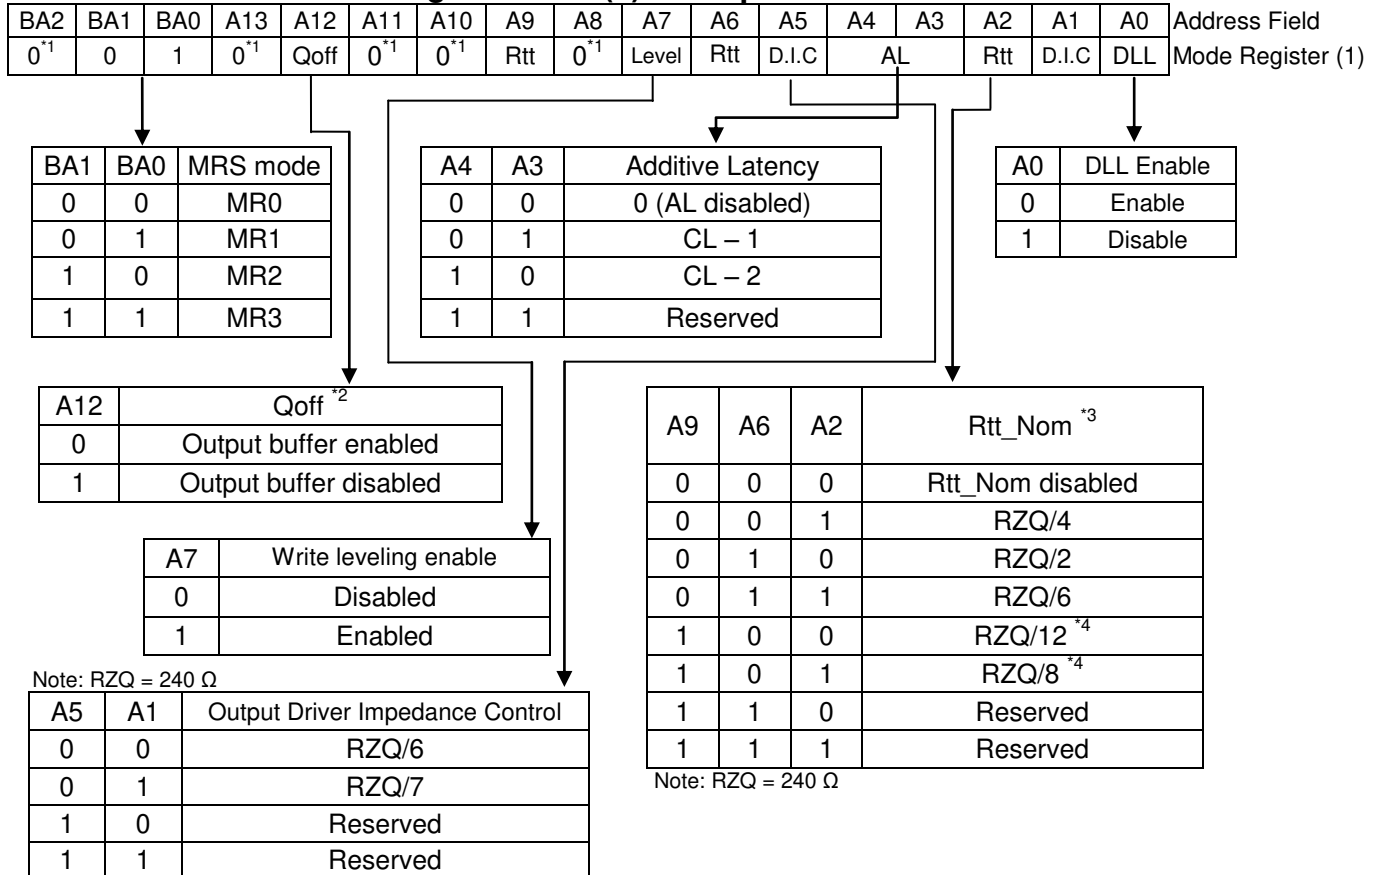 BA2 BA1 BA0 A13 A12 A11 A10 A9 A8 A7 A6 A5 A4 A3 A2 A1 A0 Address Field
0*1 0 1 0*1 Qoff 0*1 0*1 Rtt 0*1 Level Rtt D.I.C AL Rtt D.I.C DLL Mode Register (1)
BA1 BA0 MRS mode
0 0 MR0
0 1 MR1
1 0 MR2
1 1 MR3
A4 A3 Additive Latency
0 0 0 (AL disabled)
0 1 CL – 1
1 0 CL – 2
1 1 Reserved
A0 DLL Enable
0 Enable
1 Disable
A12 Qoff *2
0 Output buffer enabled
1 Output buffer disabled
A9 A6 A2 Rtt_Nom *3
0 0 0 Rtt_Nom disabled
0 0 1 RZQ/4
0 1 0 RZQ/2
0 1 1 RZQ/6
1 0 0 RZQ/12 *4
1 0 1 RZQ/8 *4
1 1 0 Reserved
1 1 1 Reserved
Note: RZQ = 240 Ω
A7 Write leveling enable
0 Disabled
1 Enabled
Note: RZQ = 240 Ω
A5 A1 Output Driver Impedance Control
0 0 RZQ/6
0 1 RZQ/7
1 0 Reserved
1 1 Reserved